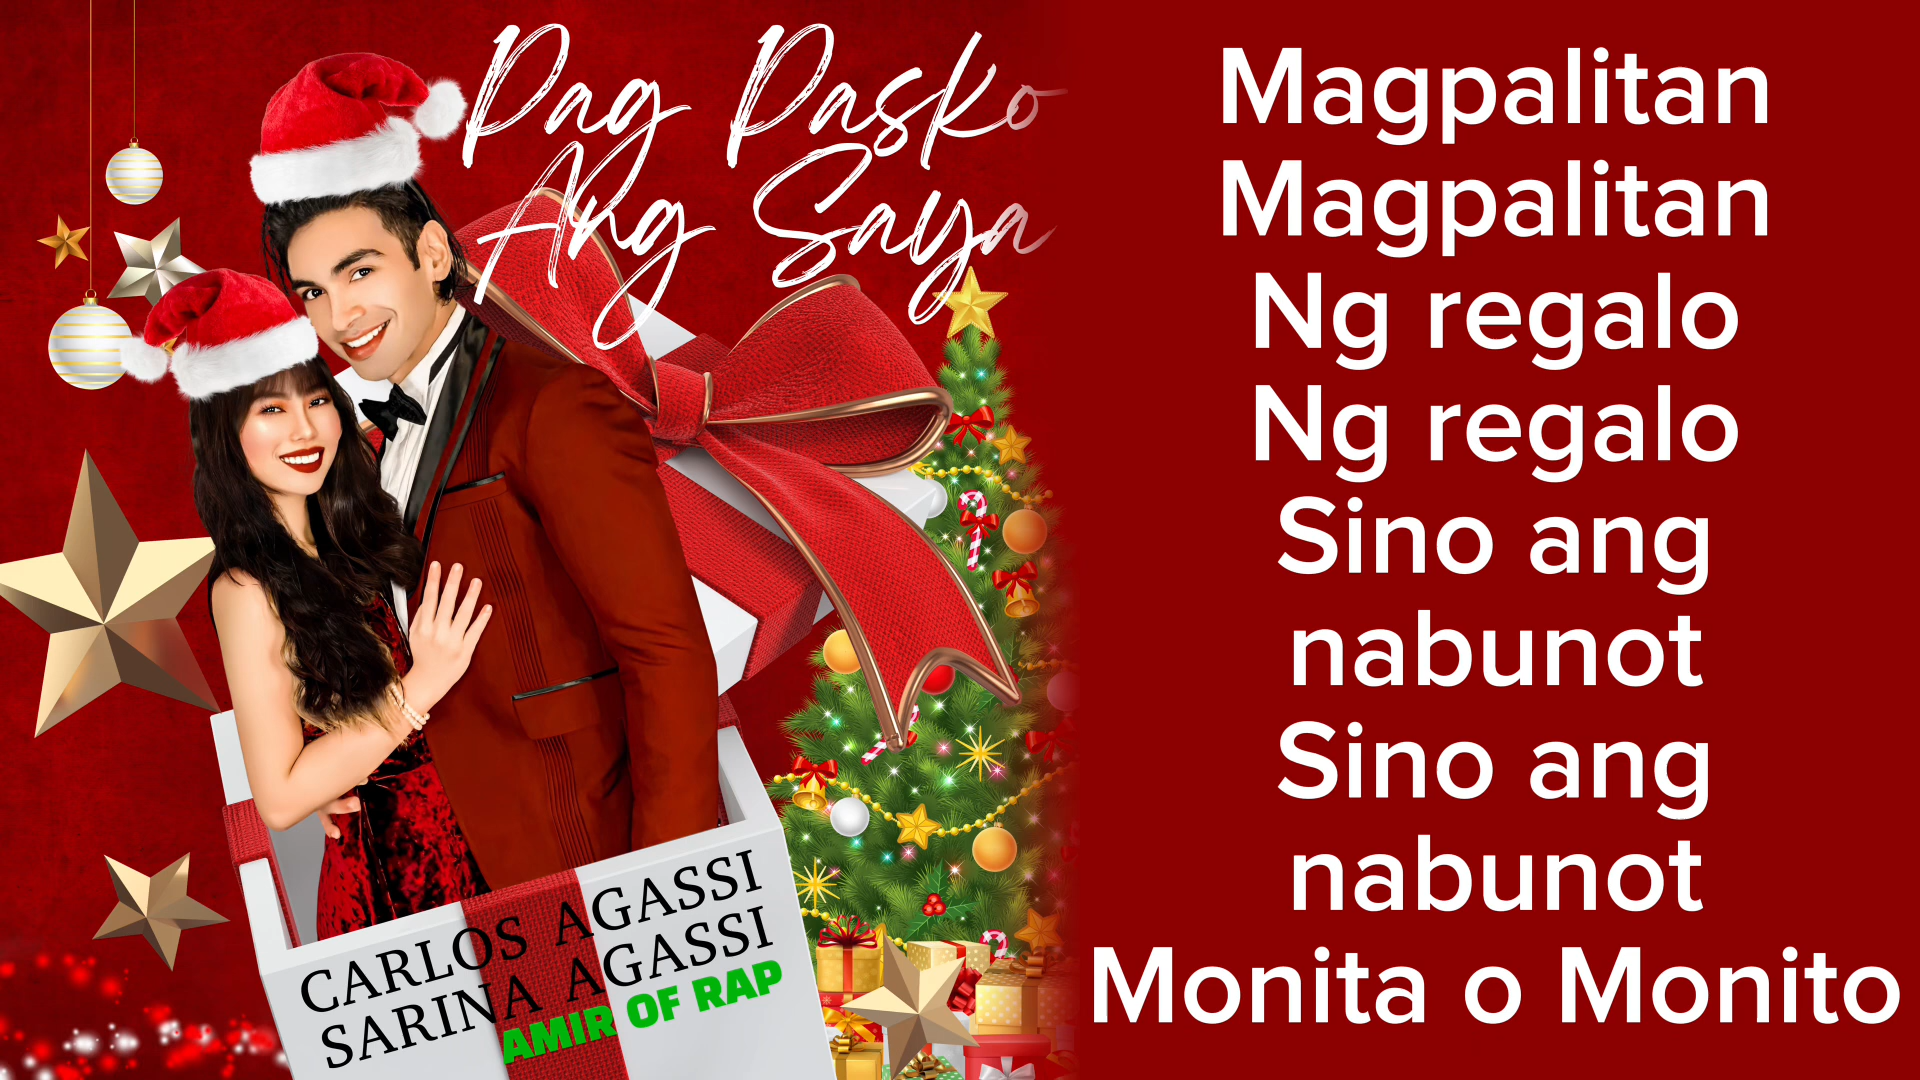 Pag Pasko
Ang Saya
CARLOS AGASSI
SARINA AGASSI
AMIR OF RAP
Magpalitan
Magpalitan
Ng regalo
Ng regalo
Sino ang
nabunot
Sino ang
nabunot
Monita o Monito